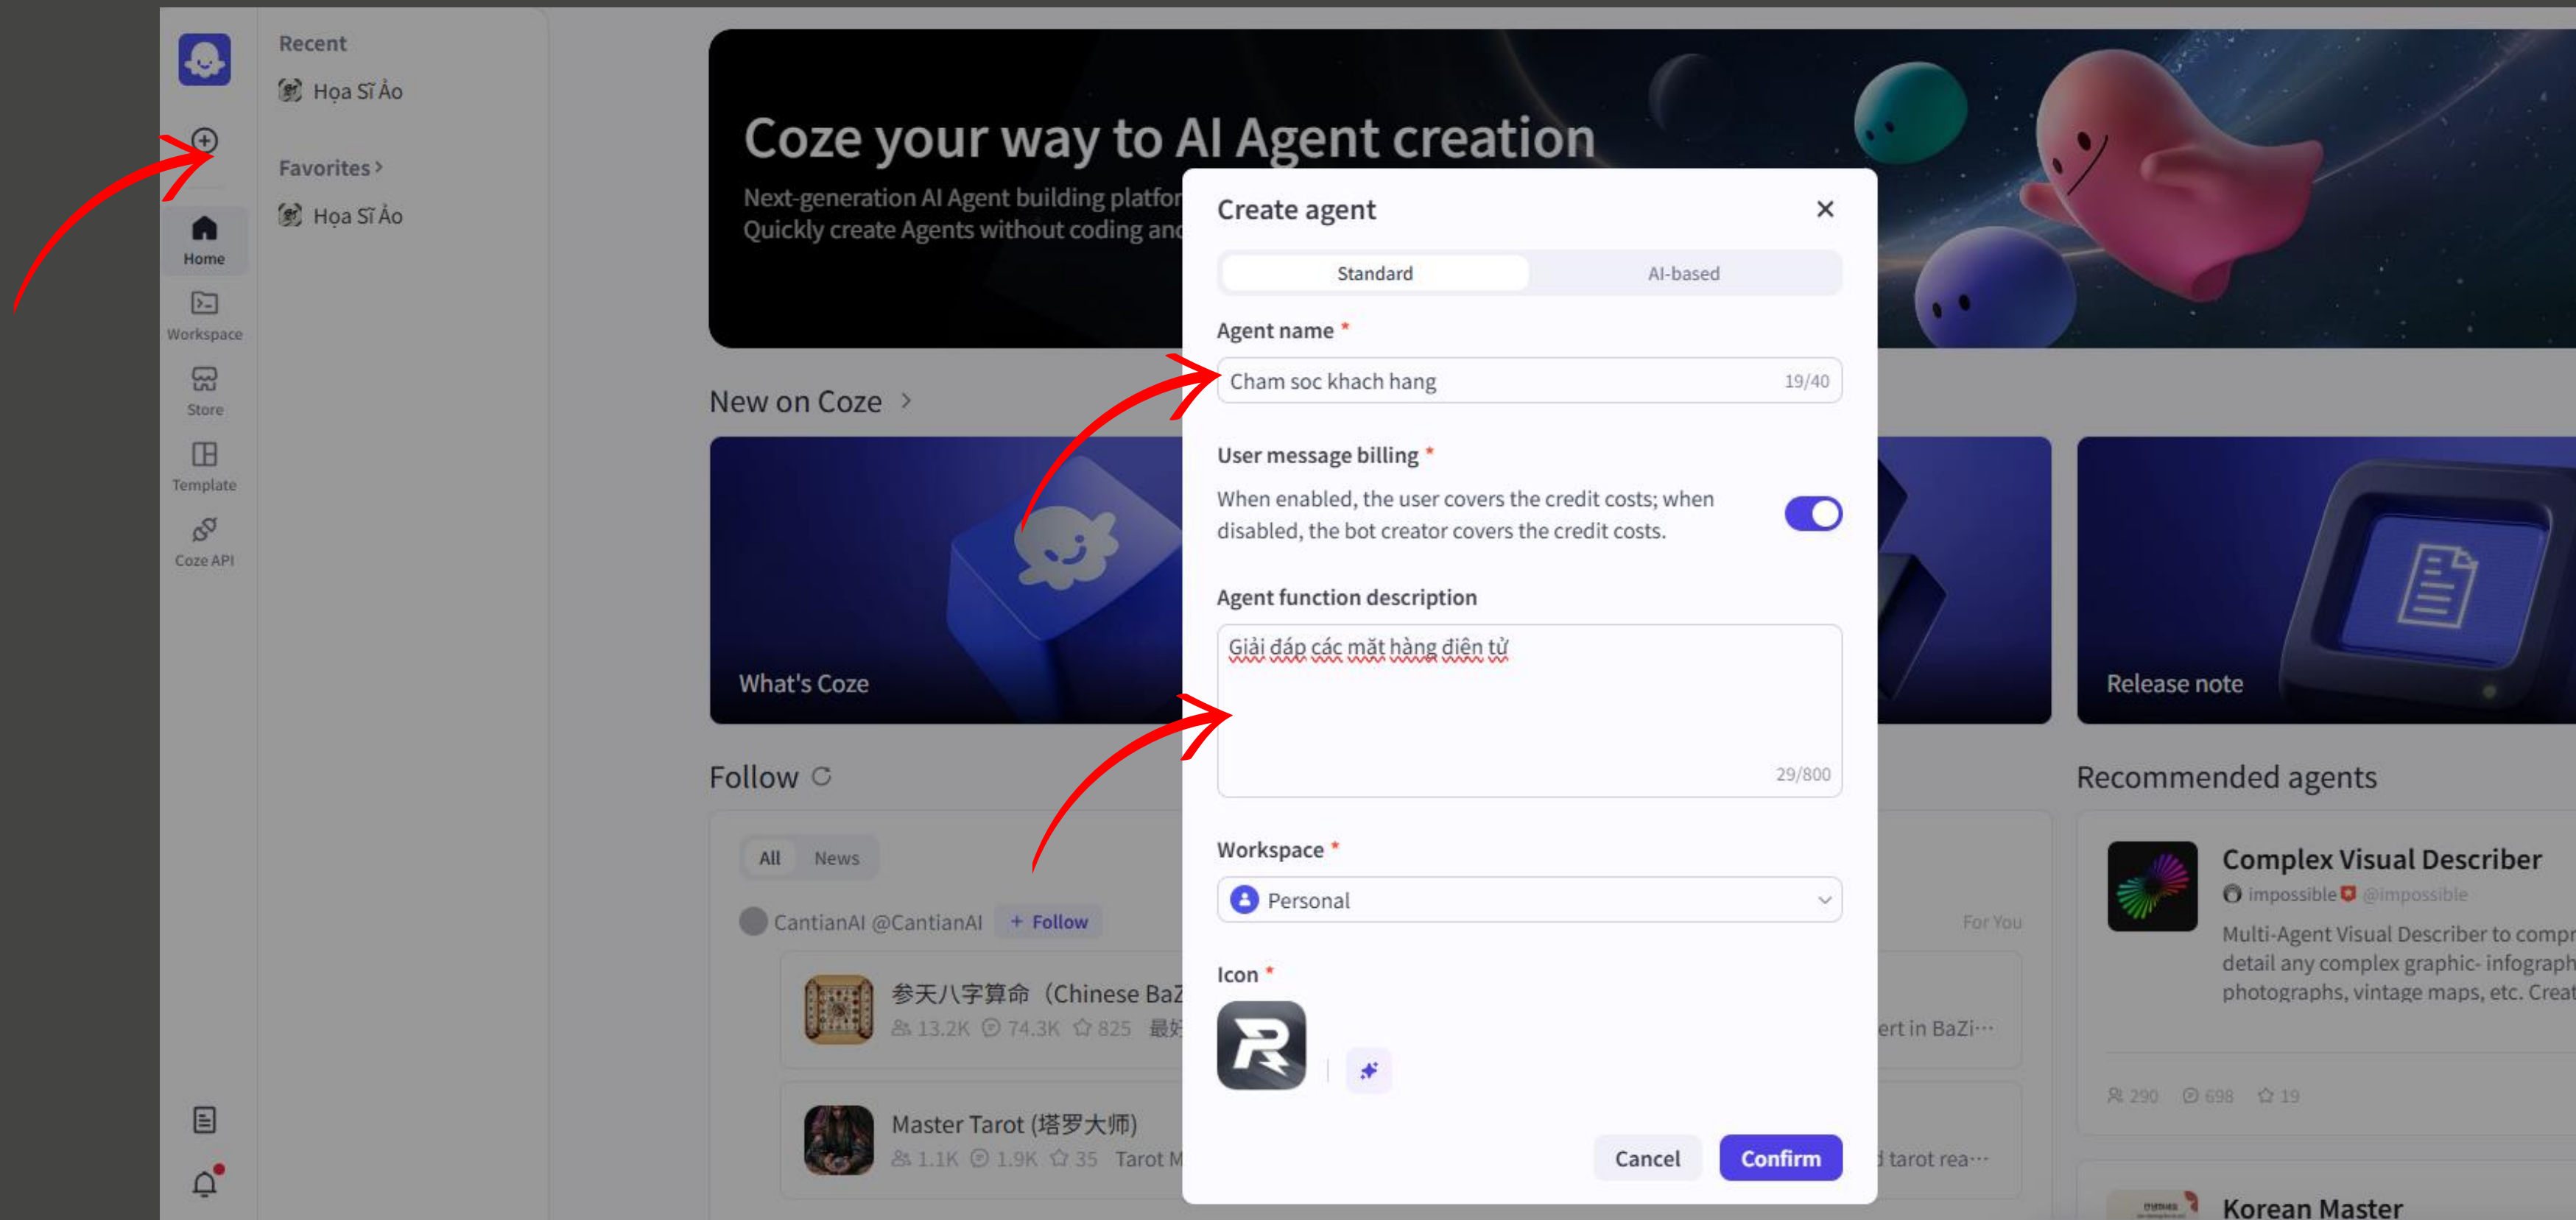 Recent
Họa Sĩ Ảo
Favorites >
Họa Sĩ Ảo
Home
Workspace
Store
Template
Coze API
Coze your way to AI Agent creation
Next-generation AI Agent building platfor
Quickly create Agents without coding and
New on Coze >
What's Coze
Release note
Follow
All News
CantianAI @CantianAI + Follow
For You
参天八字算命（Chinese BaZ
13.2K 74.3K 825 最好
ert in BaZi···
Master Tarot (塔罗大师)
1.1K 1.9K 35 Tarot M
d tarot rea···
Create agent
Standard AI-based
Agent name *
Cham soc khach hang 19/40
User message billing *
When enabled, the user covers the credit costs; when
disabled, the bot creator covers the credit costs.
Agent function description
Giải đáp các mặt hàng điện tử
29/800
Workspace *
Personal
Icon *
R
Cancel Confirm
Recommended agents
Complex Visual Describer
impossible @impossible
Multi-Agent Visual Describer to compr
detail any complex graphic- infograph
photographs, vintage maps, etc. Creat
290 698 19
Korean Master